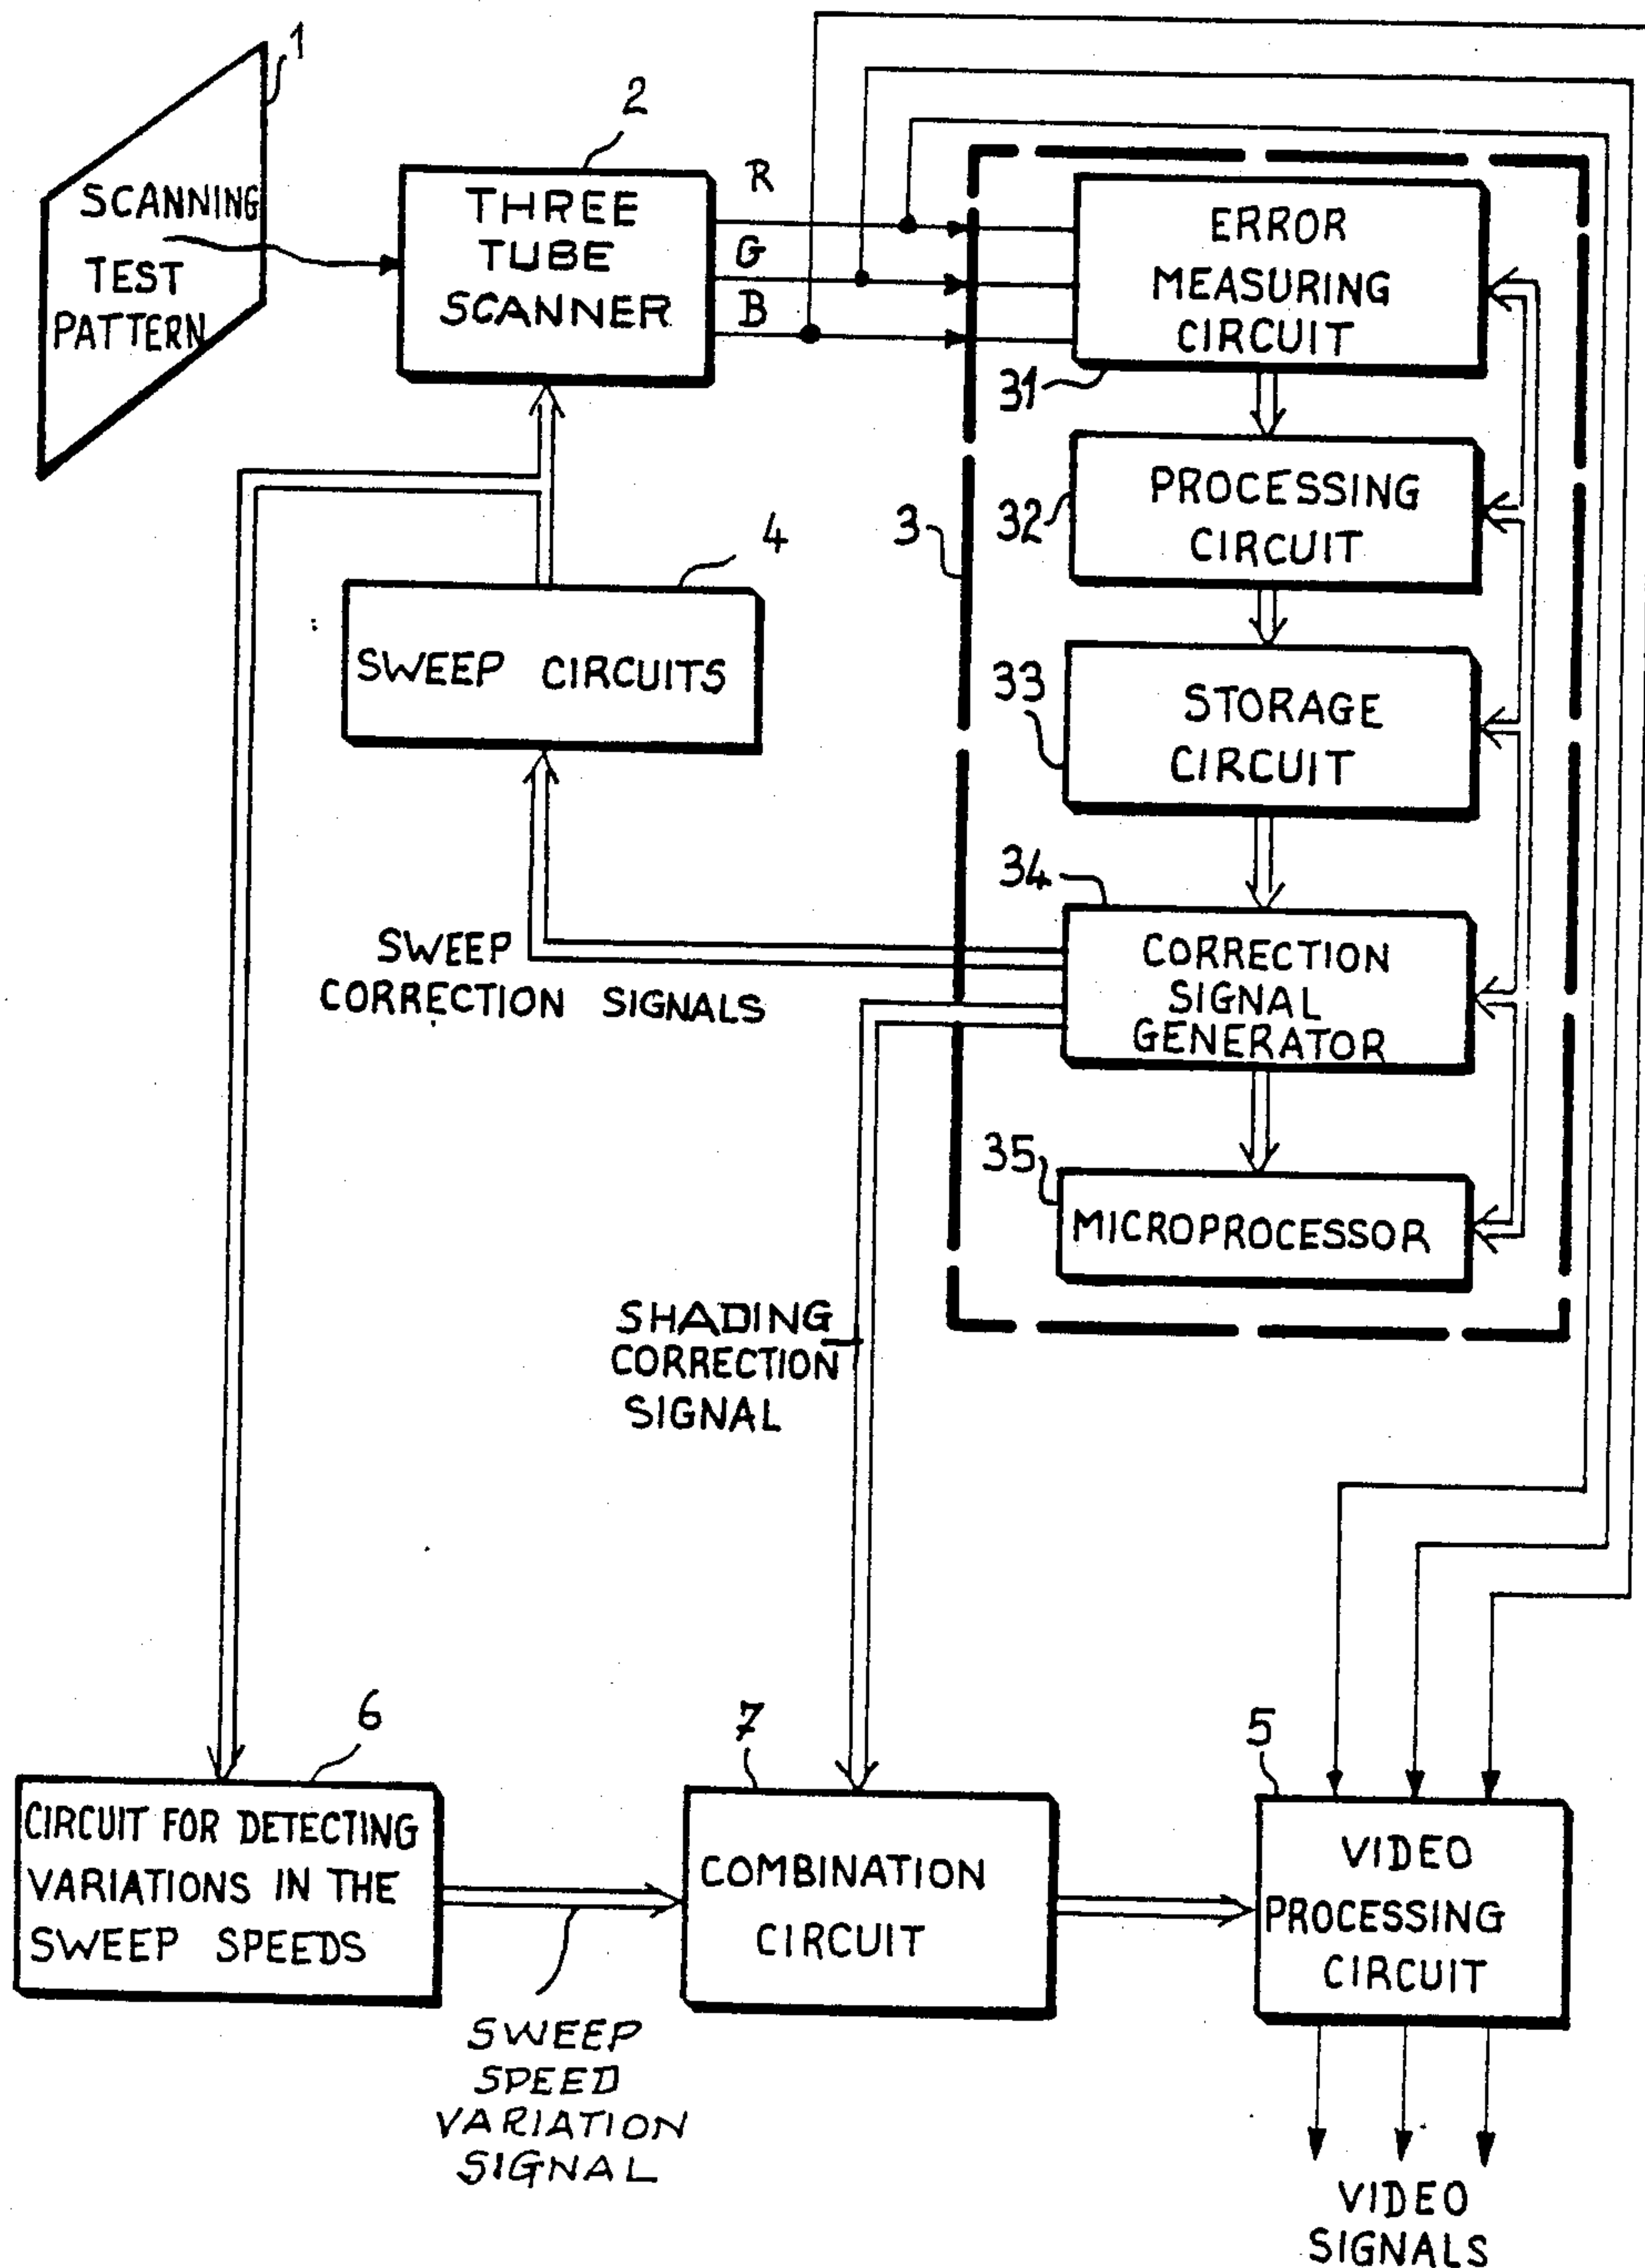 1
SCANNING
TEST
PATTERN
2
THREE
TUBE
SCANNER
R
G
B
3
ERROR
MEASURING
CIRCUIT
31
PROCESSING
CIRCUIT
32
STORAGE
CIRCUIT
33
34
CORRECTION
SIGNAL
GENERATOR
35
MICROPROCESSOR
4
SWEEP CIRCUITS
SWEEP
CORRECTION SIGNALS
SHADING
CORRECTION
SIGNAL
6
CIRCUIT FOR DETECTING
VARIATIONS IN THE
SWEEP SPEEDS
SWEEP
SPEED
VARIATION
SIGNAL
7
COMBINATION
CIRCUIT
5
VIDEO
PROCESSING
CIRCUIT
VIDEO
SIGNALS